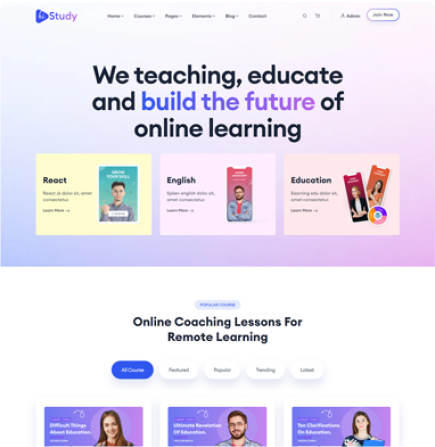 Study
Home Courses Pages Elements Blog Contact
Admin Join Now
We teaching, educate
and build the future of
online learning
React
React Js dolor sit, amet
consectetur.
Learn More →
GROW
YOUR SKILL
English
Spken english dolor sit,
amet consectetur.
Learn More →
Education
Eearning edu dolor sit,
amet consectetur.
Learn More →
POPULAR COURSE
Online Coaching Lessons For
Remote Learning
All Course Featured Popular Trending Latest
Difficult Things
About Education.
Ultimate Revelation
Of Education.
Ten Clarifications
On Education.